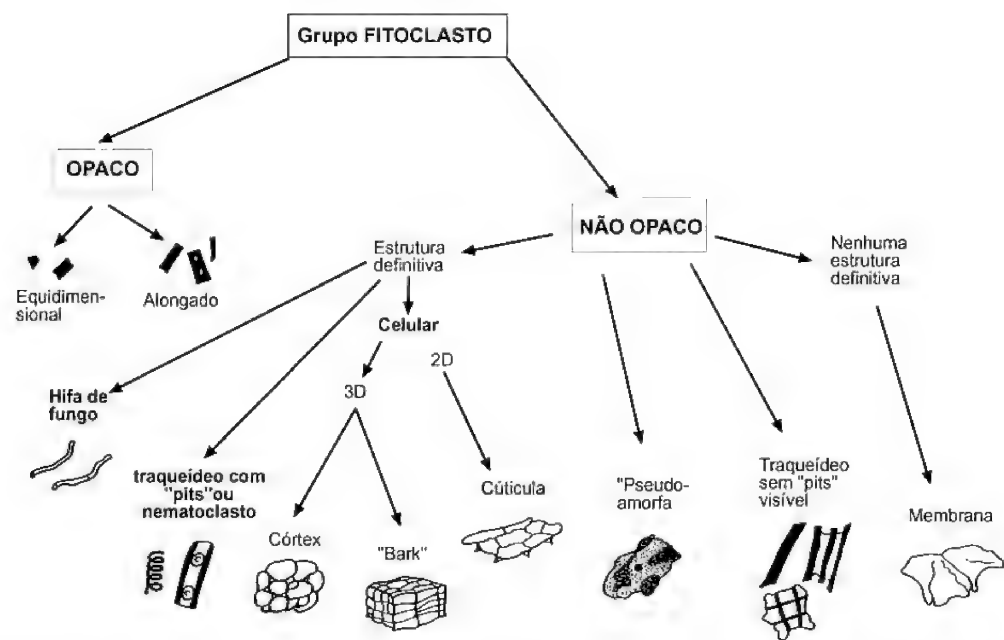 Grupo FITOCLASTO
OPACO
NÃO OPACO
Equidimen-
sional
Alongado
Estrutura
definitiva
Nenhuma
estrutura
definitiva
Celular
2D
3D
Hifa de
fungo
traqueídeo com
"pits"ou
nematoclasto
Córtex
"Bark"
Cúticula
"Pseudo-
amorfa
Traqueídeo
sem "pits"
visível
Membrana